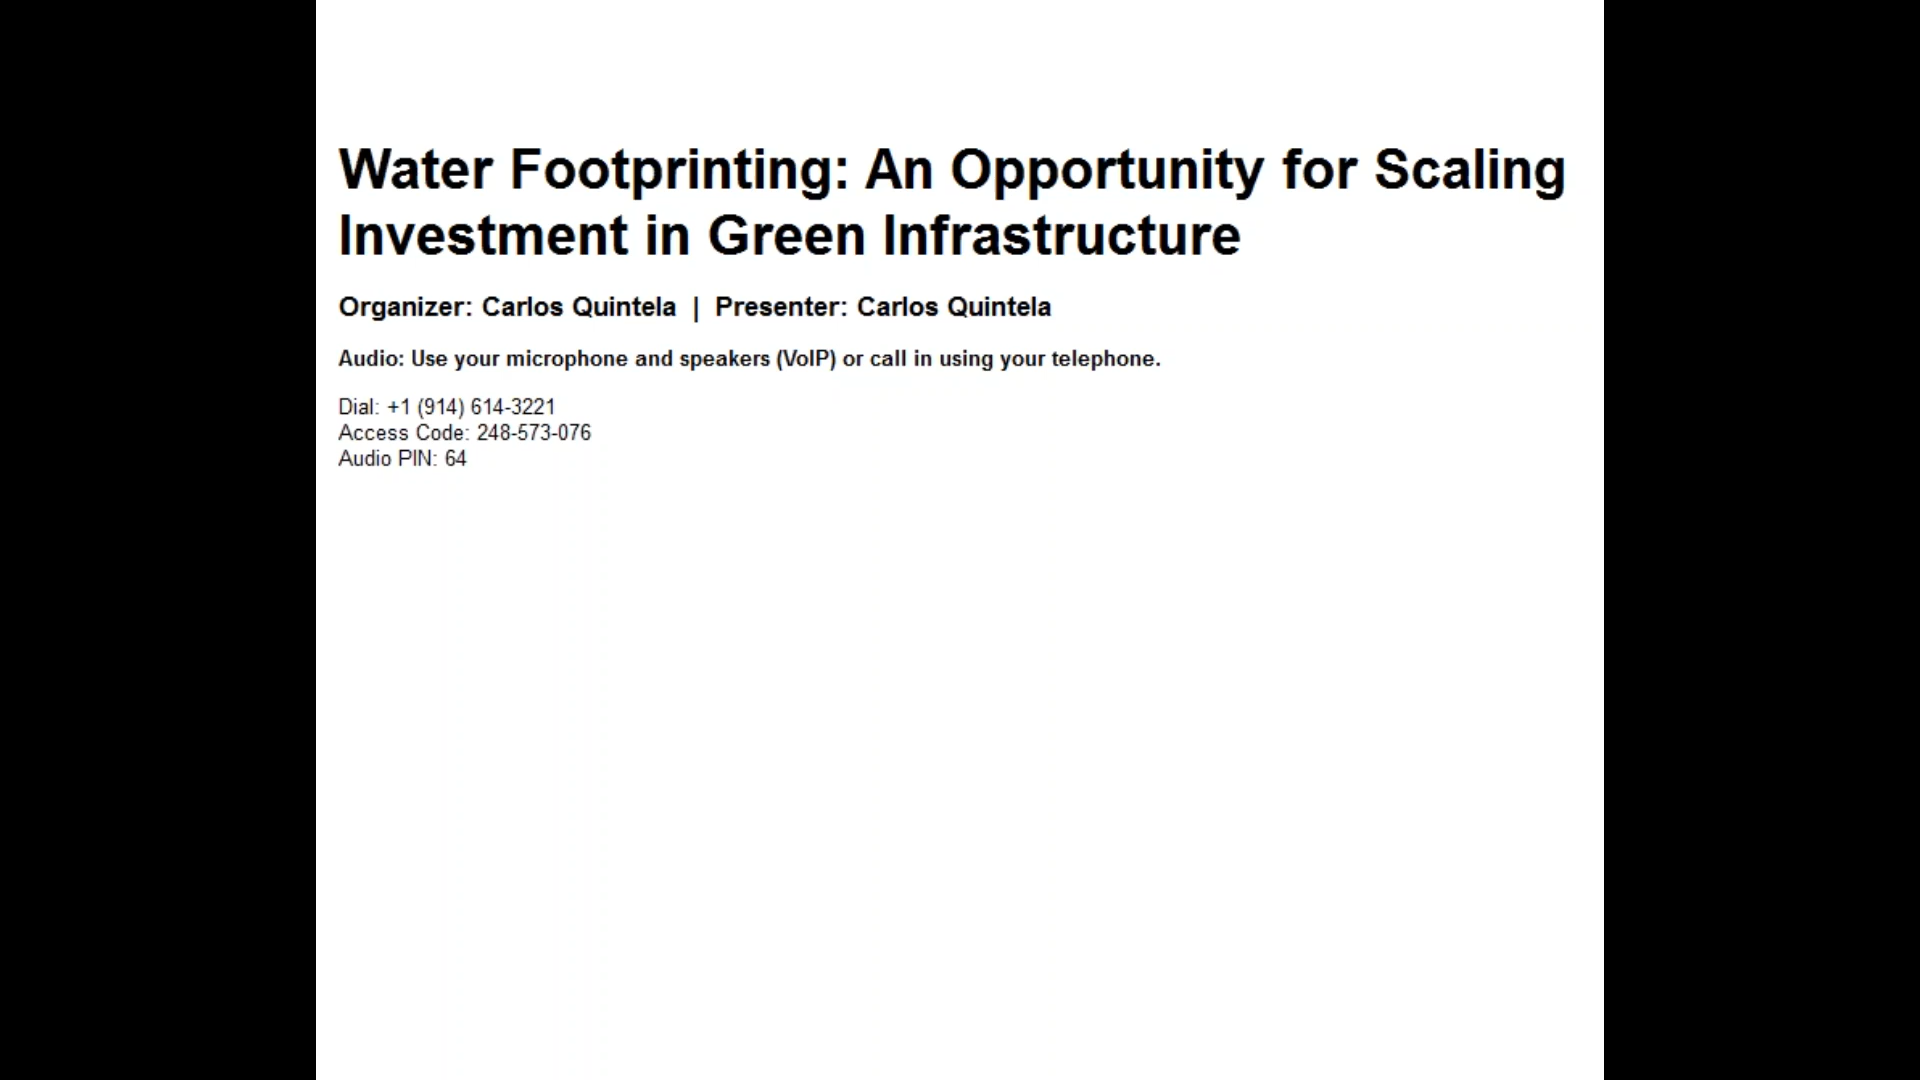 Water Footprinting: An Opportunity for Scaling
Investment in Green Infrastructure
Organizer: Carlos Quintela | Presenter: Carlos Quintela
Audio: Use your microphone and speakers (VoIP) or call in using your telephone.
Dial: +1 (914) 614-3221
Access Code: 248-573-076
Audio PIN: 64